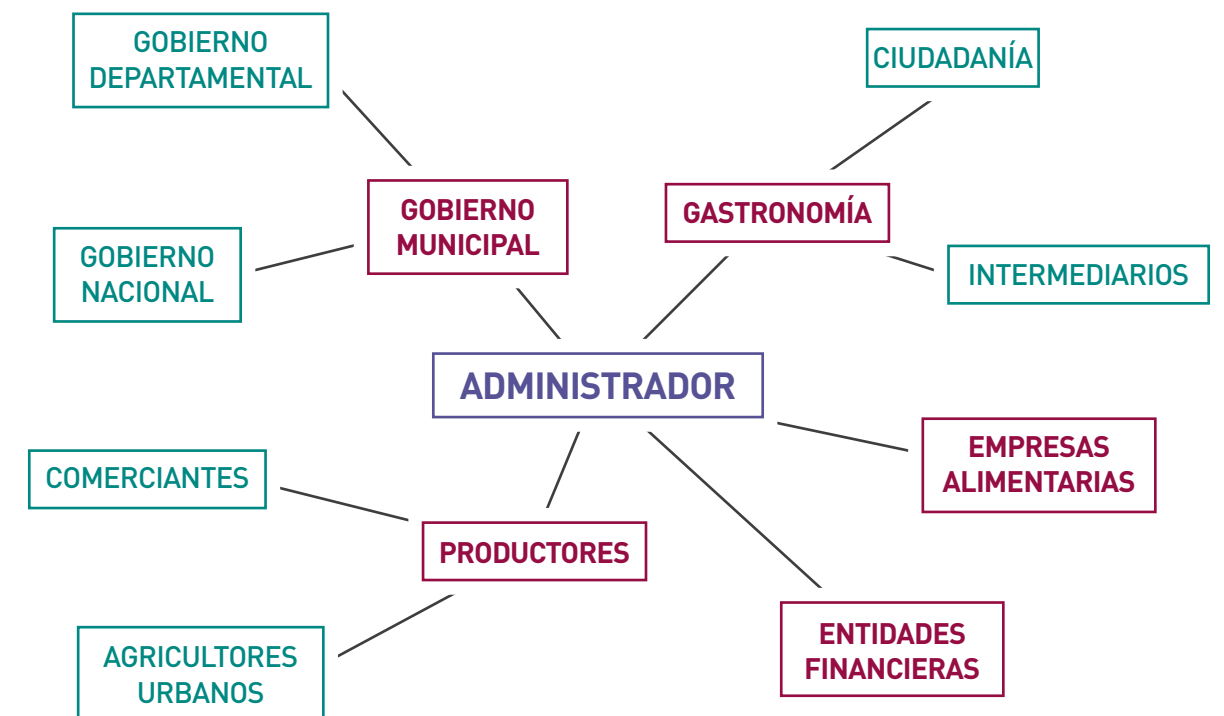 GOBIERNO
DEPARTAMENTAL
CIUDADANÍA
GOBIERNO
MUNICIPAL
GASTRONOMÍA
GOBIERNO
NACIONAL
INTERMEDIARIOS
ADMINISTRADOR
EMPRESAS
ALIMENTARIAS
COMERCIANTES
PRODUCTORES
ENTIDADES
FINANCIERAS
AGRICULTORES
URBANOS